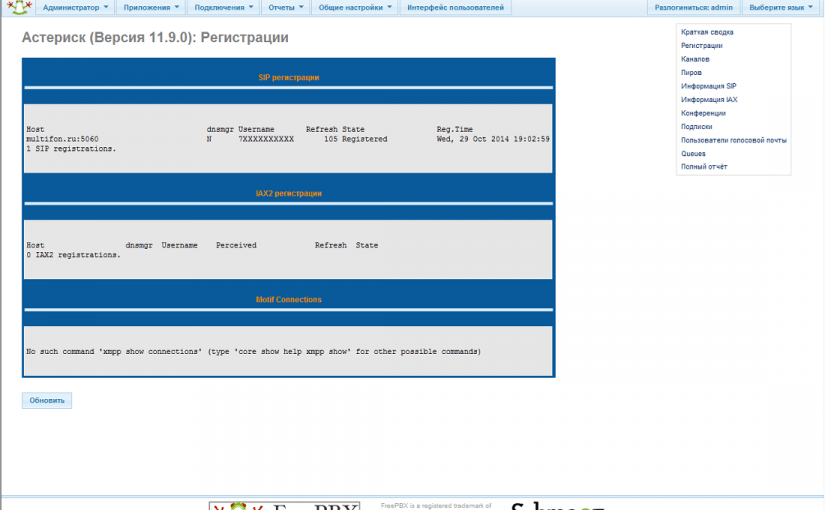 Администратор Приложения Подключения Отчеты Общие настройки Интерфейс пользователей Разлогиниться: admin Выберите язык
Астериск (Версия 11.9.0): Регистрации
SIP регистрации
Host dnsmgr Username Refresh State Reg.Time
multifon.ru:5060 N 7XXXXXXXXXX 105 Registered Wed, 29 Oct 2014 19:02:59
1 SIP registrations.
IAX2 регистрации
Host dnsmgr Username Perceived Refresh State
0 IAX2 registrations.
Motif Connections
No such command 'xmpp show connections' (type 'core show help xmpp show' for other possible commands)
Обновить
Краткая сводка
Регистрации
Каналов
Пиров
Информация SIP
Информация IAX
Конференции
Подписки
Пользователи голосовой почты
Queues
Полный отчёт
FreePBX
FreePBX is a registered trademark of